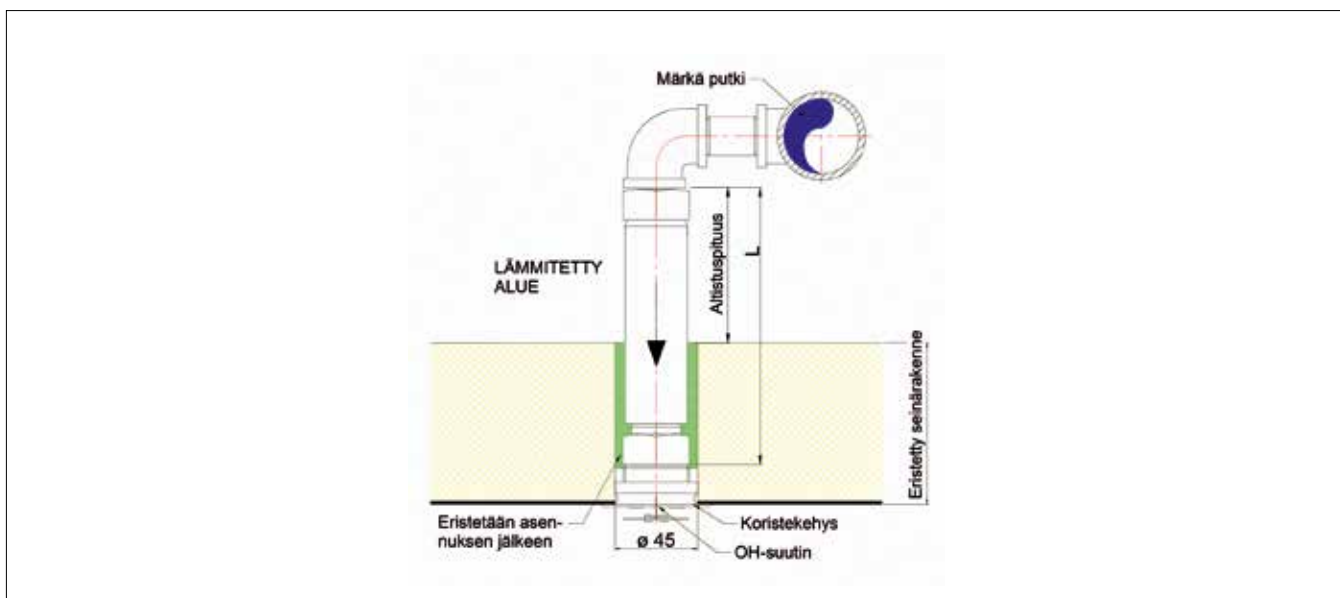 Märkä putki
LÄMMITETTY
ALUE
Altistuspituus
L
Eristetty seinärakenne
Eristetään asen-
nuksen jälkeen
ø 45
Koristekehys
OH-suutin